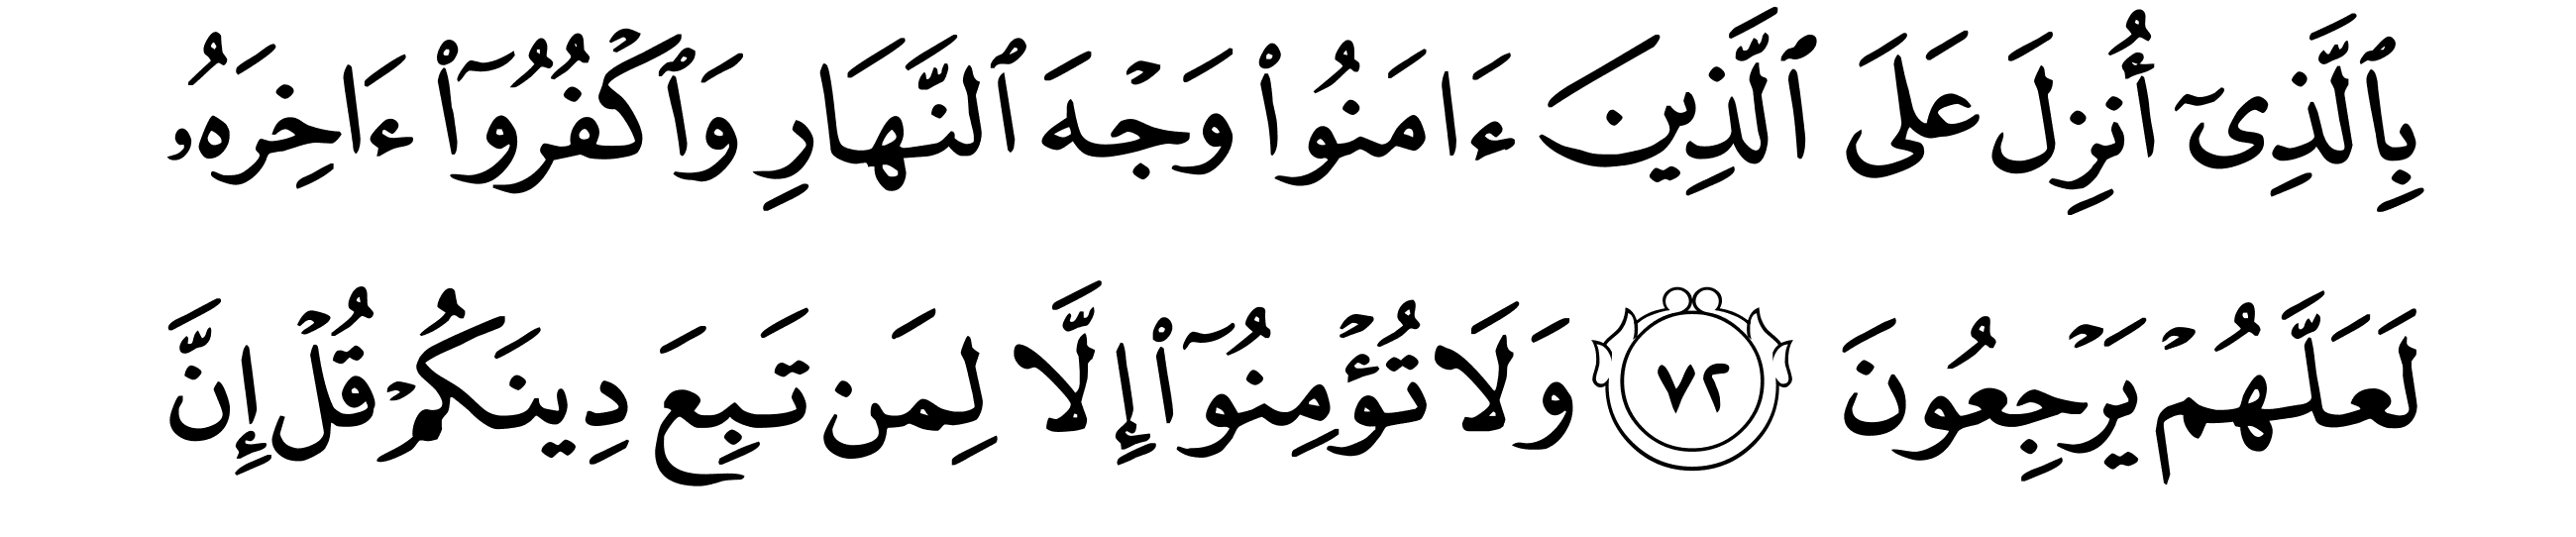 بِٱلَّذِىٓ أُنزِلَ عَلَى ٱلَّذِينَ ءَامَنُوا۟ وَجْهَ ٱلنَّهَارِ وَٱكْفُرُوٓا۟ ءَاخِرَهُۥ
لَعَلَّهُمْ يَرْجِعُونَ ٧٢ وَلَا تُؤْمِنُوٓا۟ إِلَّا لِمَن تَبِعَ دِينَكُمْ قُلْ إِنَّ